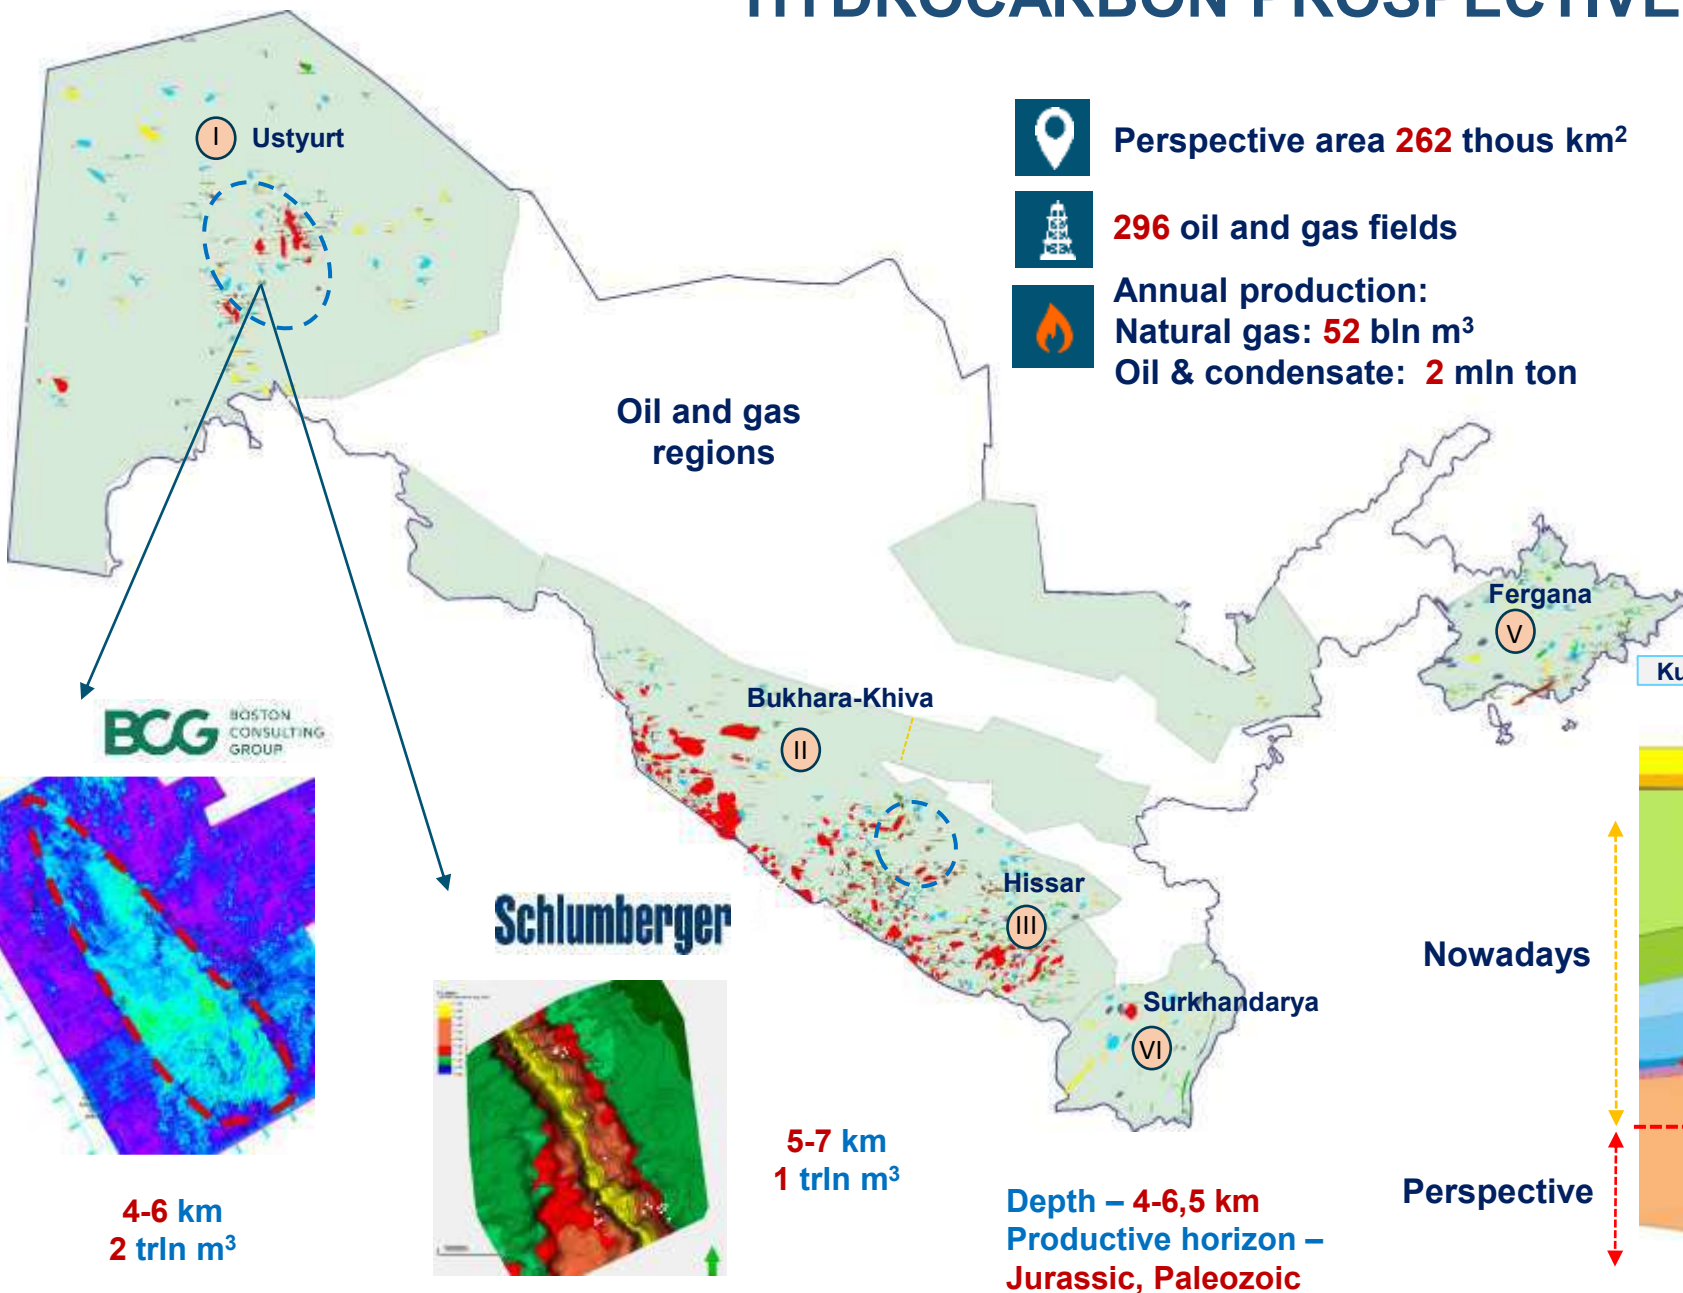 HYDROCARBON PROSPECTIVE
I Ustyurt
Perspective area 262 thous km²
296 oil and gas fields
Annual production:
Natural gas: 52 bln m³
Oil & condensate: 2 mln ton
Oil and gas
regions
Fergana
V
Ku
Bukhara-Khiva
II
BCG BOSTON
CONSULTING
GROUP
Hissar
III
Schlumberger
Nowadays
Surkhandarya
VI
5-7 km
1 trln m³
Perspective
4-6 km
2 trln m³
Depth – 4-6,5 km
Productive horizon –
Jurassic, Paleozoic